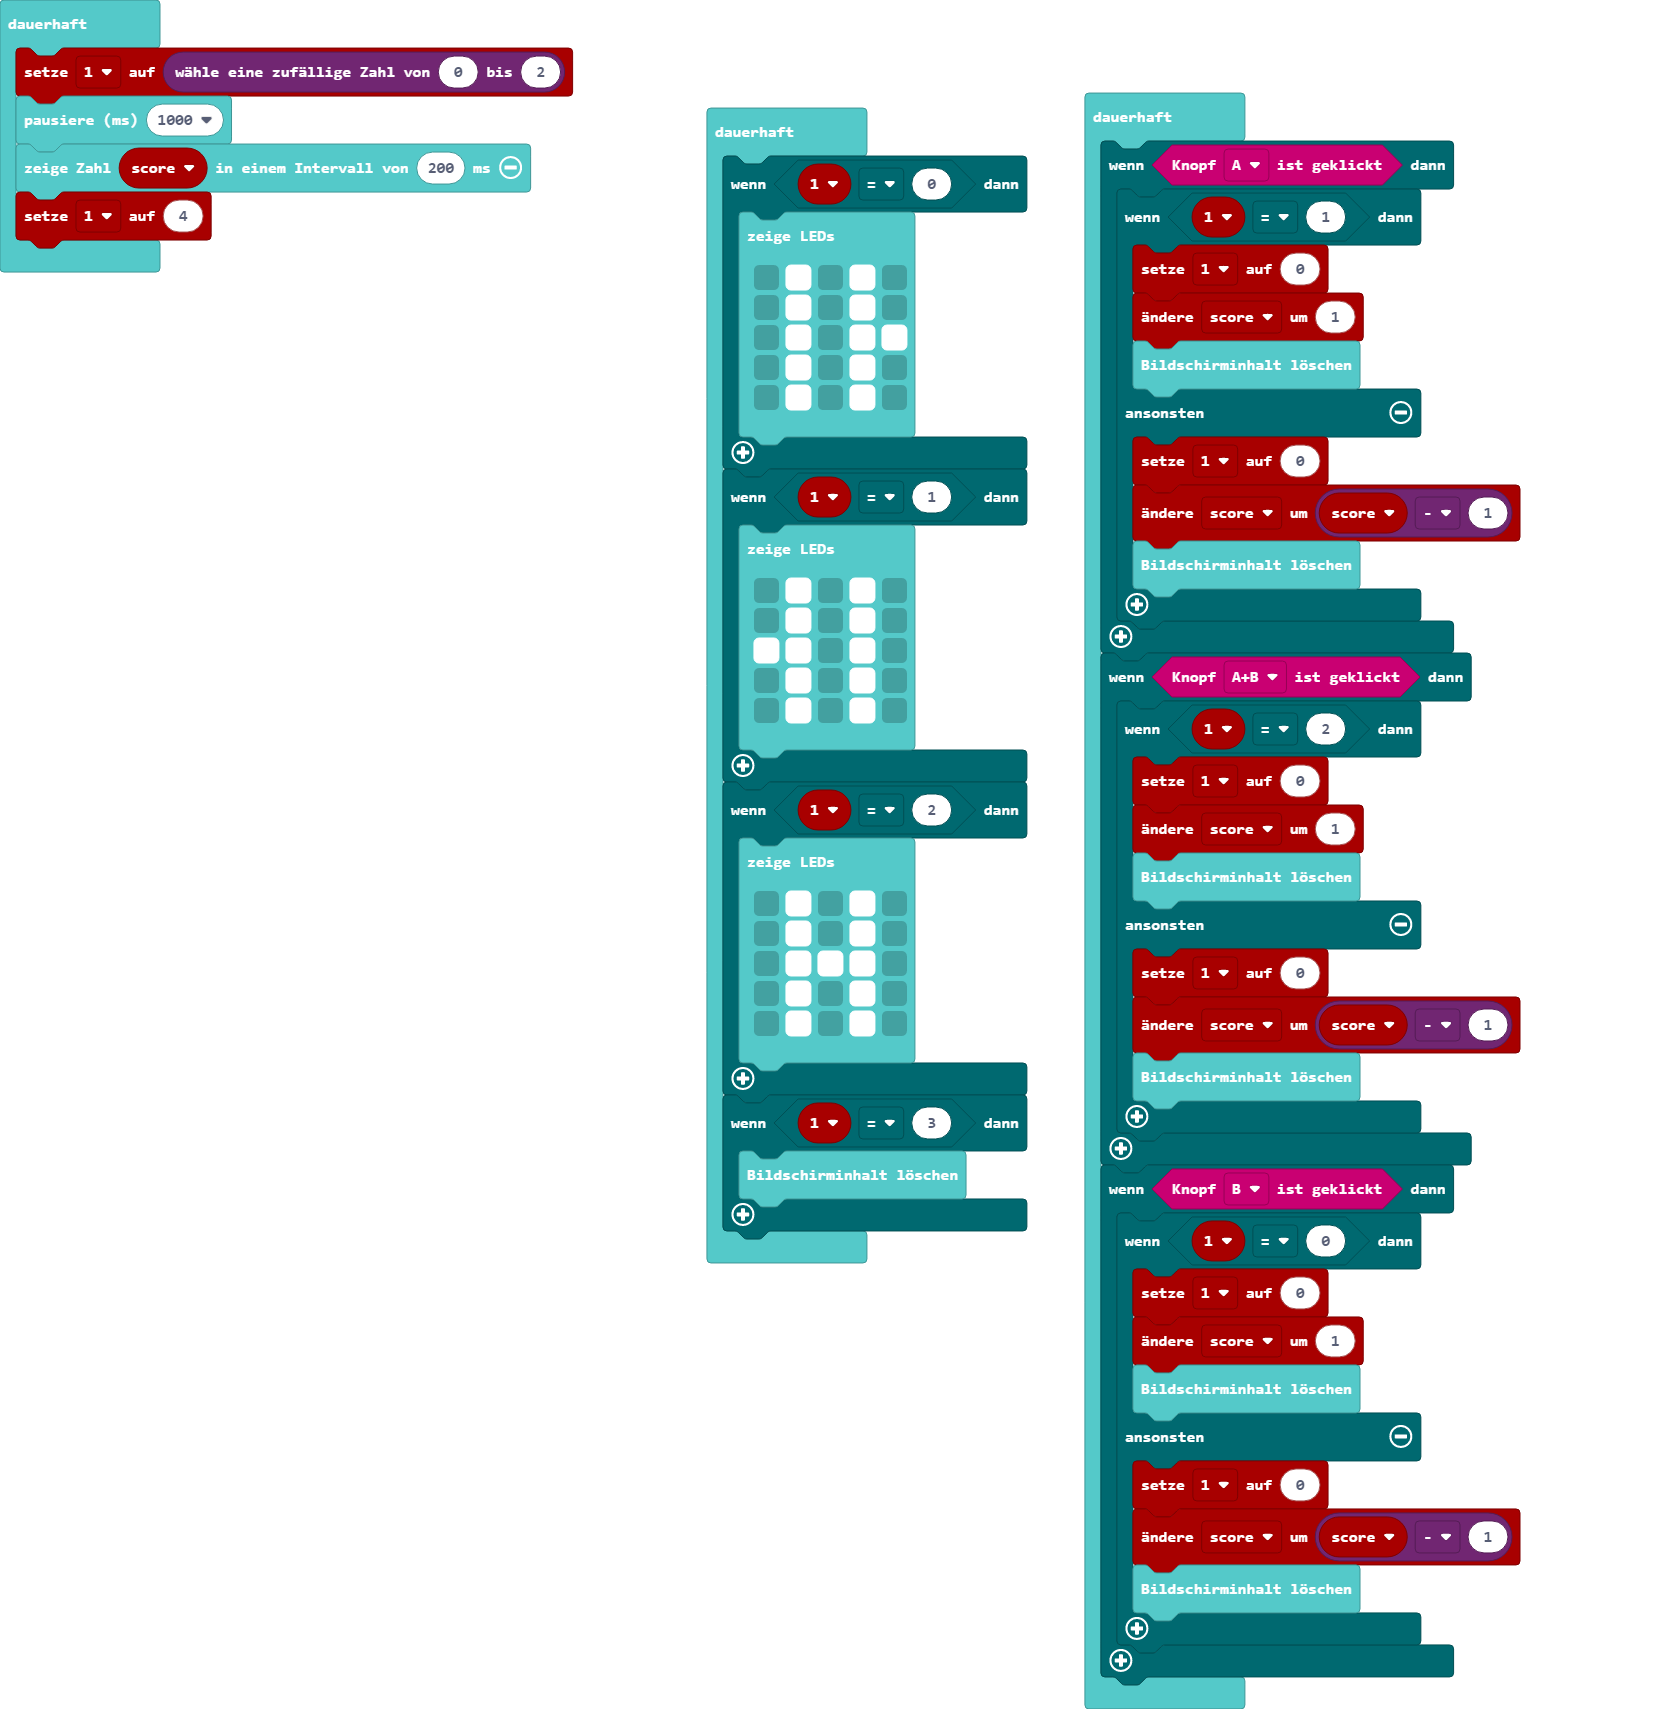 dauerhaft
setze 1 auf wähle eine zufällige Zahl von 0 bis 2
pausiere (ms) 1000
zeige Zahl score in einem Intervall von 200 ms
setze 1 auf 4
dauerhaft
wenn 1 = 0 dann
zeige LEDs
wenn 1 = 1 dann
zeige LEDs
wenn 1 = 2 dann
zeige LEDs
wenn 1 = 3 dann
Bildschirminhalt löschen
dauerhaft
wenn Knopf A ist geklickt dann
wenn 1 = 1 dann
setze 1 auf 0
ändere score um 1
Bildschirminhalt löschen
ansonsten
setze 1 auf 0
ändere score um score - 1
Bildschirminhalt löschen
wenn Knopf A+B ist geklickt dann
wenn 1 = 2 dann
setze 1 auf 0
ändere score um 1
Bildschirminhalt löschen
ansonsten
setze 1 auf 0
ändere score um score - 1
Bildschirminhalt löschen
wenn Knopf B ist geklickt dann
wenn 1 = 0 dann
setze 1 auf 0
ändere score um 1
Bildschirminhalt löschen
ansonsten
setze 1 auf 0
ändere score um score - 1
Bildschirminhalt löschen